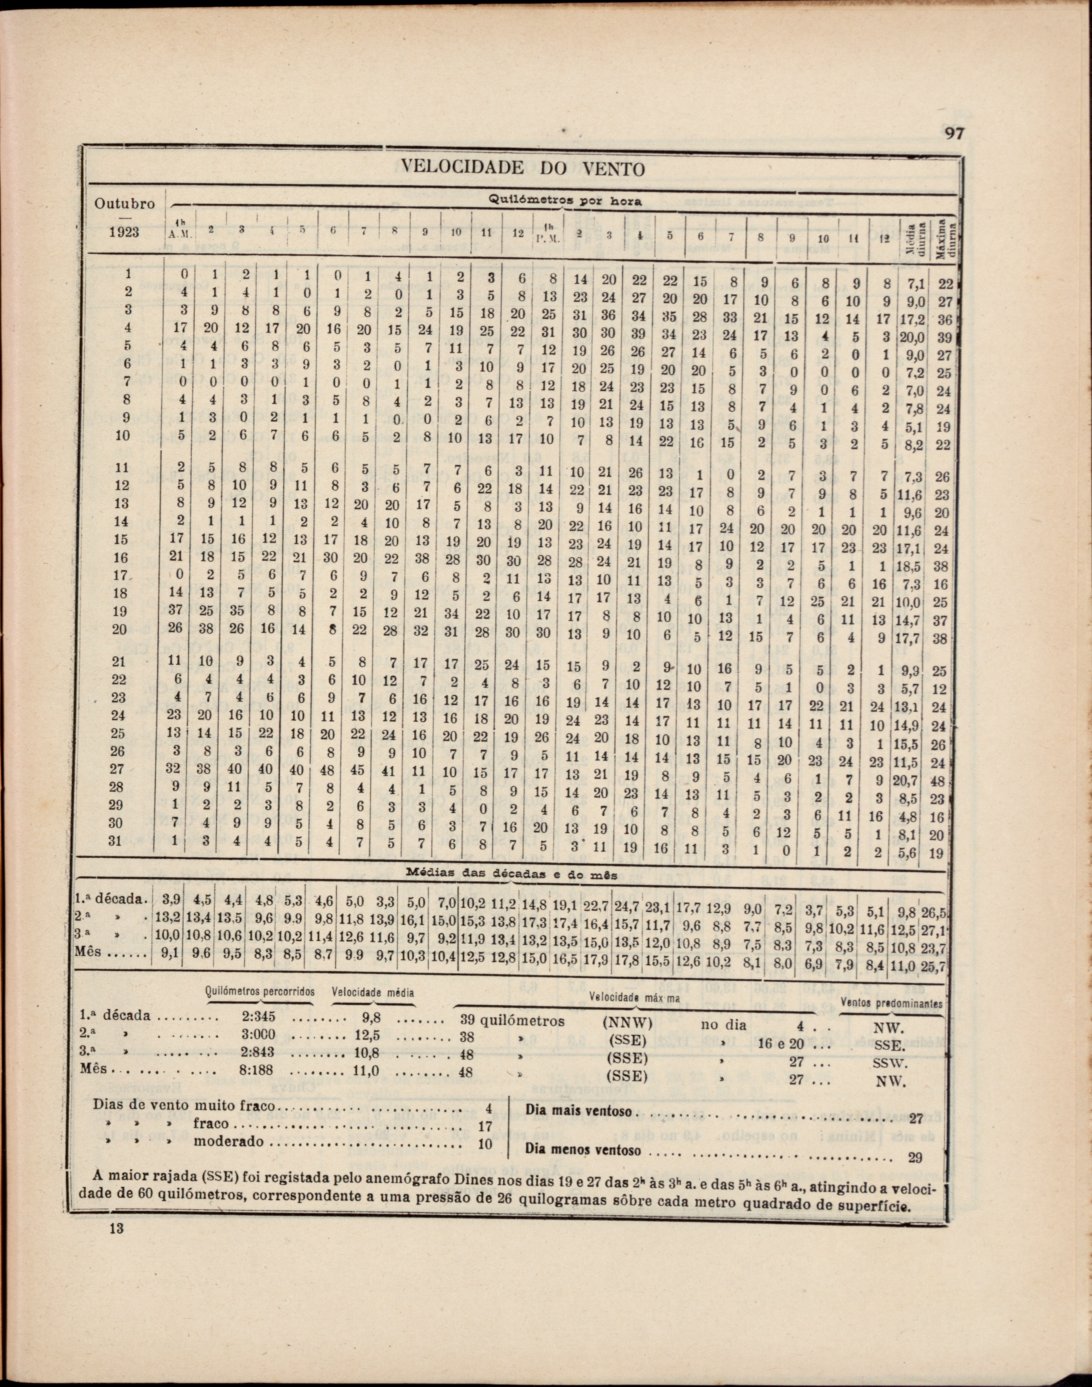 97
VELOCIDADE DO VENTO
Outubro — 1923 Quilómetros por hora
1h A.M. 2 3 4 5 6 7 8 9 10 11 12 1h P.M. 2 3 4 5 6 7 8 9 10 11 12 Média diurna Máxima diurna
1 0 1 2 1 1 0 1 4 1 2 3 6 8 14 20 22 22 15 8 9 6 8 9 8 7,1 22
2 4 1 4 1 0 1 2 0 1 3 5 8 13 23 24 27 20 20 17 10 8 6 10 9 9,0 27
3 3 9 8 8 6 9 8 2 5 15 18 20 25 31 36 34 35 28 33 21 15 12 14 17 17,2 36
4 17 20 12 17 20 16 20 15 24 19 25 22 31 30 30 39 34 23 24 17 13 4 5 3 20,0 39
5 4 4 6 8 6 5 3 5 7 11 7 7 12 19 26 26 27 14 6 5 6 2 0 1 9,0 27
6 1 1 3 3 9 3 2 0 1 3 10 9 17 20 25 19 20 20 5 3 0 0 0 0 7,2 25
7 0 0 0 0 1 0 0 1 1 2 8 8 12 18 24 23 23 15 8 7 9 0 6 2 7,0 24
8 4 4 3 1 3 5 8 4 2 3 7 13 13 19 21 24 15 13 8 7 4 1 4 2 7,8 24
9 1 3 0 2 1 1 1 0 0 2 6 2 7 10 13 19 13 13 5 9 6 1 3 4 5,1 19
10 5 2 6 7 6 6 5 2 8 10 13 17 10 7 8 14 22 16 15 2 5 3 2 5 8,2 22
11 2 5 8 8 5 6 5 5 7 7 6 3 11 10 21 26 13 1 0 2 7 3 7 7 7,3 26
12 5 8 10 9 11 8 3 6 7 6 22 18 14 22 21 23 23 17 8 9 7 9 8 5 11,6 23
13 8 9 12 9 13 12 20 20 17 5 8 3 13 9 14 16 14 10 8 6 2 1 1 1 9,6 20
14 2 1 1 1 2 2 4 10 8 7 13 8 20 22 16 10 11 17 24 20 20 20 20 20 11,6 24
15 17 15 16 12 13 17 18 20 13 19 20 19 13 23 24 19 14 17 10 12 17 17 23 23 17,1 24
16 21 18 15 22 21 30 20 22 38 28 30 30 28 28 24 21 19 8 9 2 2 5 1 1 18,5 38
17 0 2 5 6 7 6 9 7 6 8 2 11 13 13 10 11 13 5 3 3 7 6 6 16 7,3 16
18 14 13 7 5 5 2 2 9 12 5 2 6 14 17 17 13 4 6 1 7 12 25 21 21 10,0 25
19 37 25 35 8 8 7 15 12 21 34 22 10 17 17 8 8 10 10 13 1 4 6 11 13 14,7 37
20 26 38 26 16 14 8 22 28 32 31 28 30 30 13 9 10 6 5 12 15 7 6 4 9 17,7 38
21 11 10 9 3 4 5 8 7 17 17 25 24 15 15 9 2 9 10 16 9 5 5 2 1 9,9 25
22 6 4 4 4 3 6 10 12 7 2 4 8 3 6 7 10 12 10 7 5 1 0 3 3 5,7 12
23 4 7 4 6 6 9 7 6 16 12 17 16 16 19 14 14 17 13 10 17 17 22 21 24 13,1 24
24 23 20 16 10 10 11 13 12 13 16 18 20 19 24 23 14 17 11 11 11 14 11 11 10 14,9 24
25 13 14 15 22 18 20 22 24 16 20 22 19 26 24 20 18 10 13 11 8 10 4 3 1 15,5 26
26 3 8 3 6 6 8 9 9 10 7 7 9 5 11 14 14 14 13 15 15 20 23 24 23 11,5 24
27 32 38 40 40 40 48 45 41 11 10 15 17 17 13 21 19 8 9 5 4 6 1 7 9 20,7 48
28 9 9 11 5 7 8 4 4 1 5 8 9 15 14 20 23 14 13 11 5 3 2 2 3 8,5 23
29 1 2 2 3 8 2 6 3 3 4 0 2 4 6 7 6 7 8 4 2 3 6 11 16 4,8 16
30 7 4 9 9 5 4 8 5 6 3 7 16 20 13 19 10 8 8 5 6 12 5 5 1 8,1 20
31 1 3 4 4 5 4 7 5 7 6 8 7 5 3 11 19 16 11 3 1 0 1 2 2 5,6 19
Médias das décadas e do mês
1.ª década. 3,9 4,5 4,4 4,8 5,3 4,6 5,0 3,3 5,0 7,0 10,2 11,2 14,8 19,1 22,7 24,7 23,1 17,7 12,9 9,0 7,2 3,7 5,3 5,1 9,8 26,5
2ª » . 13,2 13,4 13.5 9,6 9.9 9,8 11,8 13,9 16,1 15.0 15,3 13,8 17,3 17,4 16,4 15,7 11,7 9,6 8,8 7,7 8,5 9,8 10,2 11,6 12,5 27,1
3ª » . 10,0 10,8 10,6 10,2 10,2 11,4 12,6 11,6 9,7 9,2 11,9 13,4 13,2 13,5 15,0 13,5 12,0 10,8 8,9 7,5 8,3 7,3 8,3 8,5 10,8 23,7
Mês ...... 9,1 9.6 9,5 8,3 8,5 8,7 9.9 9,7 10,3 10,4 12,5 12,8 15,0 16,5 17,9 17,8 15,5 12,6 10,2 8,1 8,0 6,9 7,9 8,4 11,0 25,7
Quilómetros percorridos Velocidade média Velocidade máxima Ventos predominantes
1.ª década ......... 2:345 ........ 9,8 ....... 39 quilómetros (NNW) no dia 4 . . NW.
2.ª » ........ 3:000 ........ 12,5 ........ 38 » (SSE) » 16 e 20 ... SSE.
3.ª » ........ 2:843 ........ 10,8 ........ 48 » (SSE) » 27 ... SSW.
Mês ........... 8:188 ........ 11,0 ........ 48 » (SSE) » 27 ... NW.
Dias de vento muito fraco ........................ 4
» » » fraco ........................ 17
» » » moderado ........................ 10
Dia mais ventoso ........................ 27
Dia menos ventoso ........................ 29
A maior rajada (SSE) foi registada pelo anemógrafo Dines nos dias 19 e 27 das 2h às 3h a. e das 5h às 6h a., atingindo a veloci-
dade de 60 quilómetros, correspondente a uma pressão de 26 quilogramas sôbre cada metro quadrado de superfície.
13